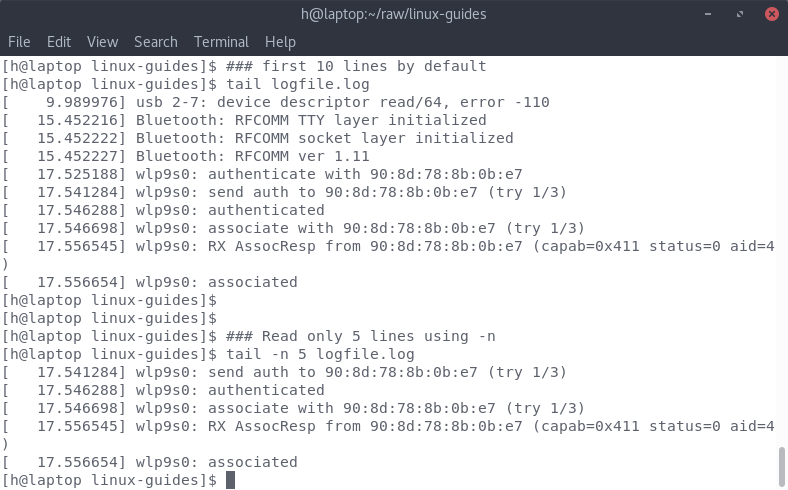 h@laptop:~/raw/linux-guides
File Edit View Search Terminal Help
[h@laptop linux-guides]$ ### first 10 lines by default
[h@laptop linux-guides]$ tail logfile.log
[    9.989976] usb 2-7: device descriptor read/64, error -110
[   15.452216] Bluetooth: RFCOMM TTY layer initialized
[   15.452222] Bluetooth: RFCOMM socket layer initialized
[   15.452227] Bluetooth: RFCOMM ver 1.11
[   17.525188] wlp9s0: authenticate with 90:8d:78:8b:0b:e7
[   17.541284] wlp9s0: send auth to 90:8d:78:8b:0b:e7 (try 1/3)
[   17.546288] wlp9s0: authenticated
[   17.546698] wlp9s0: associate with 90:8d:78:8b:0b:e7 (try 1/3)
[   17.556545] wlp9s0: RX AssocResp from 90:8d:78:8b:0b:e7 (capab=0x411 status=0 aid=4
)
[   17.556654] wlp9s0: associated
[h@laptop linux-guides]$
[h@laptop linux-guides]$
[h@laptop linux-guides]$ ### Read only 5 lines using -n
[h@laptop linux-guides]$ tail -n 5 logfile.log
[   17.541284] wlp9s0: send auth to 90:8d:78:8b:0b:e7 (try 1/3)
[   17.546288] wlp9s0: authenticated
[   17.546698] wlp9s0: associate with 90:8d:78:8b:0b:e7 (try 1/3)
[   17.556545] wlp9s0: RX AssocResp from 90:8d:78:8b:0b:e7 (capab=0x411 status=0 aid=4
)
[   17.556654] wlp9s0: associated
[h@laptop linux-guides]$